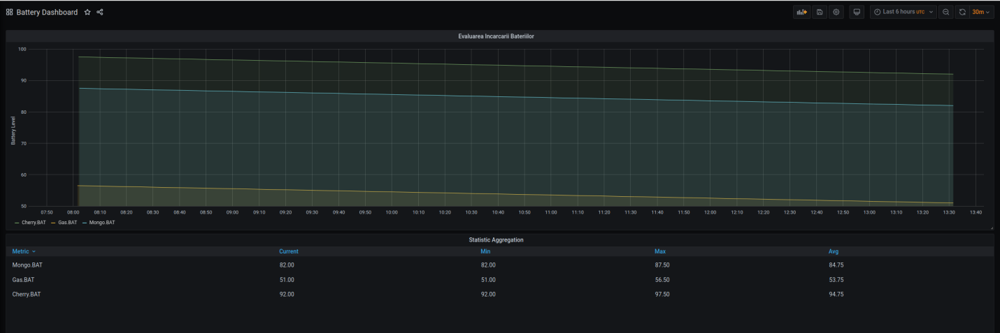 Battery Dashboard
Last 6 hours UTC
30m
Evaluarea Incarcarii Bateriilor
100
90
80
70
60
50
Battery Level
07:50 08:00 08:10 08:20 08:30 08:40 08:50 09:00 09:10 09:20 09:30 09:40 09:50 10:00 10:10 10:20 10:30 10:40 10:50 11:00 11:10 11:20 11:30 11:40 11:50 12:00 12:10 12:20 12:30 12:40 12:50 13:00 13:10 13:20 13:30 13:40
Cherry.BAT Gas.BAT Mongo.BAT
Statistic Aggregation
Metric Current Min Max Avg
Mongo.BAT 82.00 82.00 87.50 84.75
Gas.BAT 51.00 51.00 56.50 53.75
Cherry.BAT 92.00 92.00 97.50 94.75